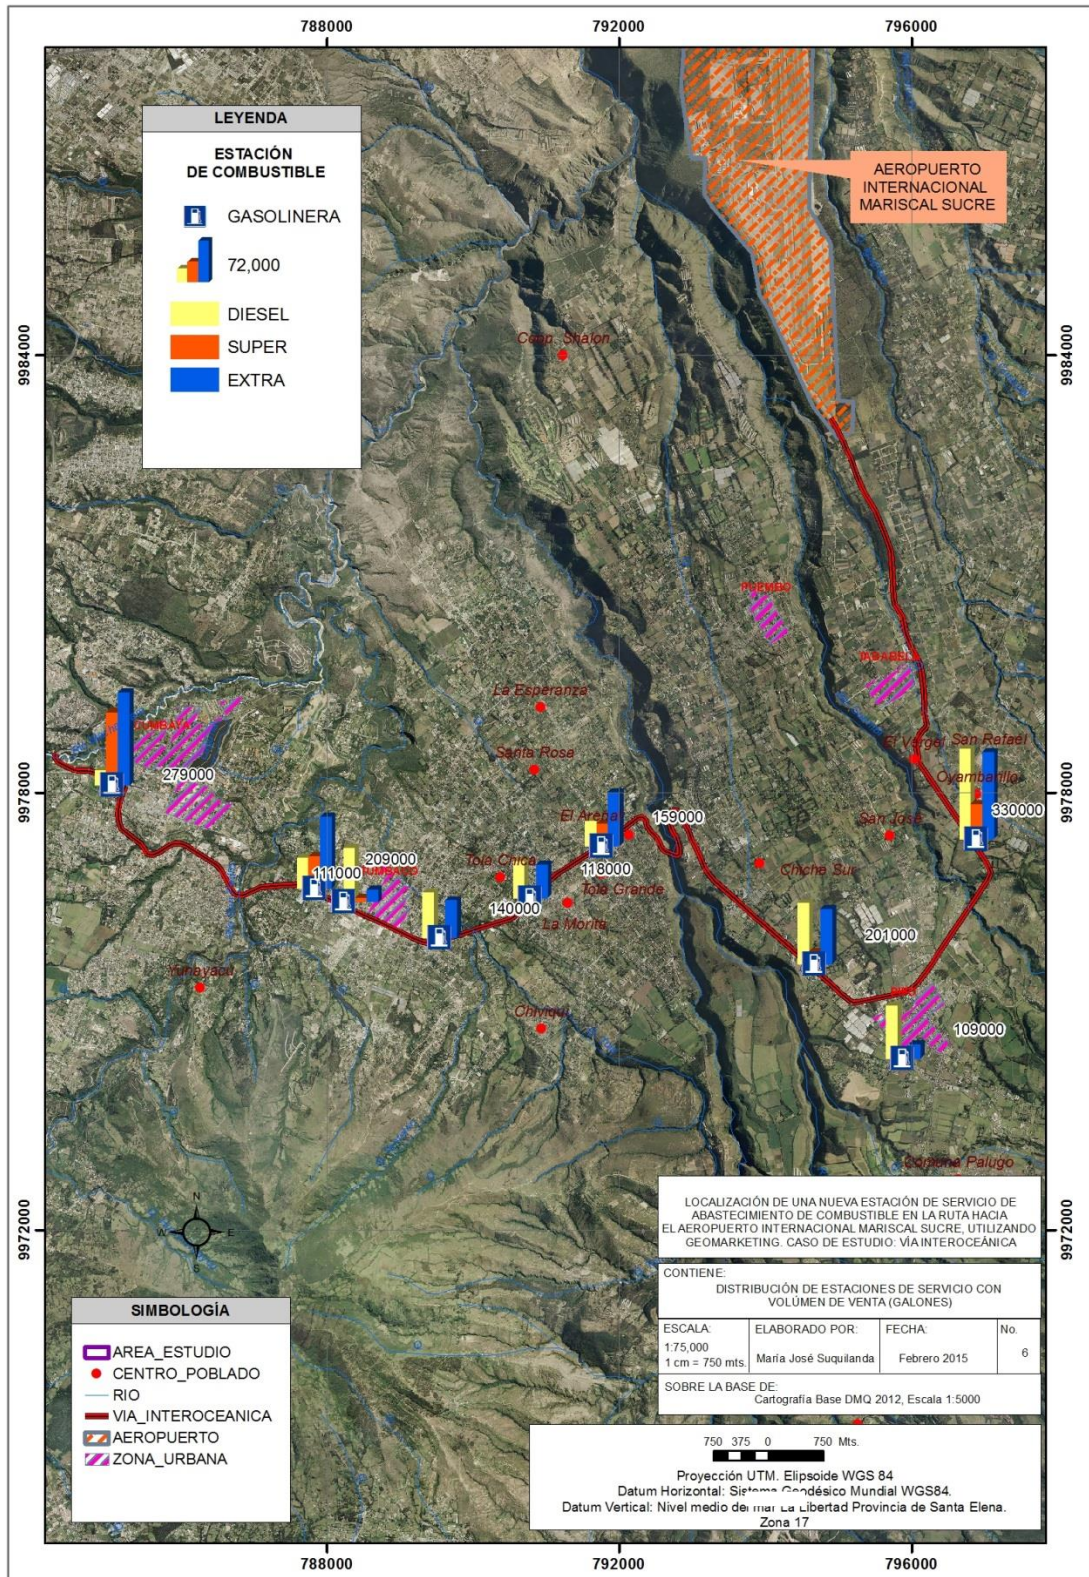 788000
792000
796000
LEYENDA
ESTACIÓN
DE COMBUSTIBLE
GASOLINERA
72,000
DIESEL
SUPER
EXTRA
AEROPUERTO
INTERNACIONAL
MARISCAL SUCRE
9984000
9984000
Coop. Shalon
PUEMBO
TABABELA
La Esperanza
Santa Rosa
El Vergel
San Rafael
Oyambarillo
CUMBAYA
279000
9978000
9978000
330000
El Arenal
159000
San José
Tola Chica
118000
Chicha Sur
209000
111000
TUMBACO
Tola Grande
140000
La Morita
201000
Yunayacu
PIFO
Chiviqui
109000
Comuna Palugo
N
W
E
S
9972000
9972000
LOCALIZACIÓN DE UNA NUEVA ESTACIÓN DE SERVICIO DE
ABASTECIMIENTO DE COMBUSTIBLE EN LA RUTA HACIA
EL AEROPUERTO INTERNACIONAL MARISCAL SUCRE, UTILIZANDO
GEOMARKETING. CASO DE ESTUDIO: VÍA INTEROCEÁNICA
CONTIENE:
DISTRIBUCIÓN DE ESTACIONES DE SERVICIO CON
VOLÚMEN DE VENTA (GALONES)
ESCALA:
1:75,000
1 cm = 750 mts.
ELABORADO POR:
María José Suquilanda
FECHA:
Febrero 2015
No.
6
SOBRE LA BASE DE:
Cartografía Base DMQ 2012, Escala 1:5000
SIMBOLOGÍA
AREA_ESTUDIO
CENTRO_POBLADO
RIO
VIA_INTEROCEANICA
AEROPUERTO
ZONA_URBANA
750 375 0 750 Mts.
Proyección UTM. Elipsoide WGS 84
Datum Horizontal: Sistema Geodésico Mundial WGS84.
Datum Vertical: Nivel medio del mar La Libertad Provincia de Santa Elena.
Zona 17
788000
792000
796000